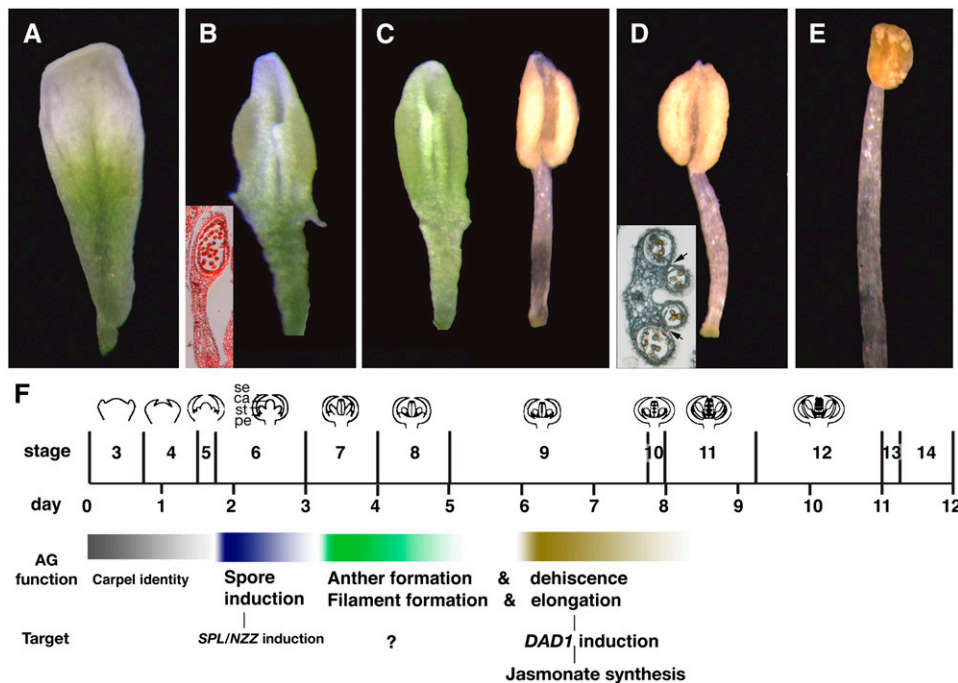 A
B
C
D
E
F
se
ca
st
pe
stage 3 4 5 6 7 8 9 10 11 12 13 14
day 0 1 2 3 4 5 6 7 8 9 10 11 12
AG function
Carpel identity
Spore induction
Anther formation & dehiscence
Filament formation & elongation
Target
SPL/NZZ induction
?
DAD1 induction
Jasmonate synthesis